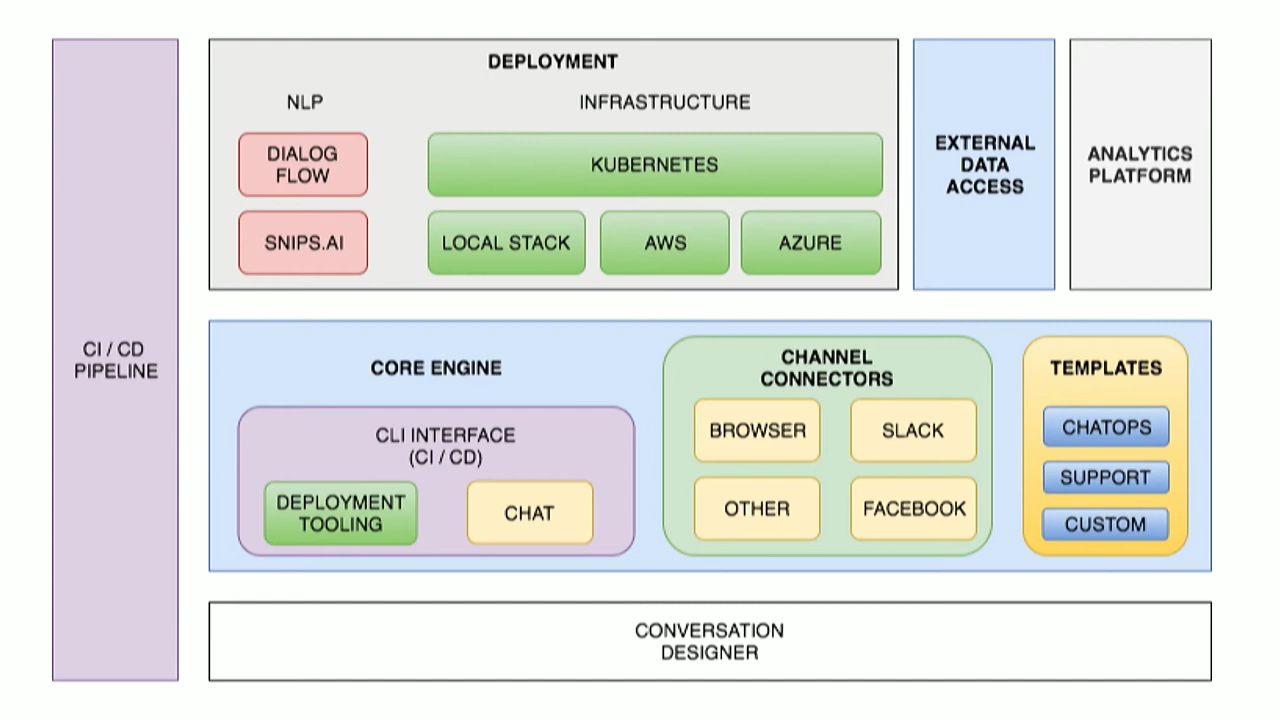 CI / CD
PIPELINE
DEPLOYMENT
NLP
INFRASTRUCTURE
DIALOG
FLOW
KUBERNETES
SNIPS.AI
LOCAL STACK
AWS
AZURE
EXTERNAL
DATA
ACCESS
ANALYTICS
PLATFORM
CORE ENGINE
CLI INTERFACE
(CI / CD)
DEPLOYMENT
TOOLING
CHAT
CHANNEL
CONNECTORS
BROWSER
SLACK
OTHER
FACEBOOK
TEMPLATES
CHATOPS
SUPPORT
CUSTOM
CONVERSATION
DESIGNER